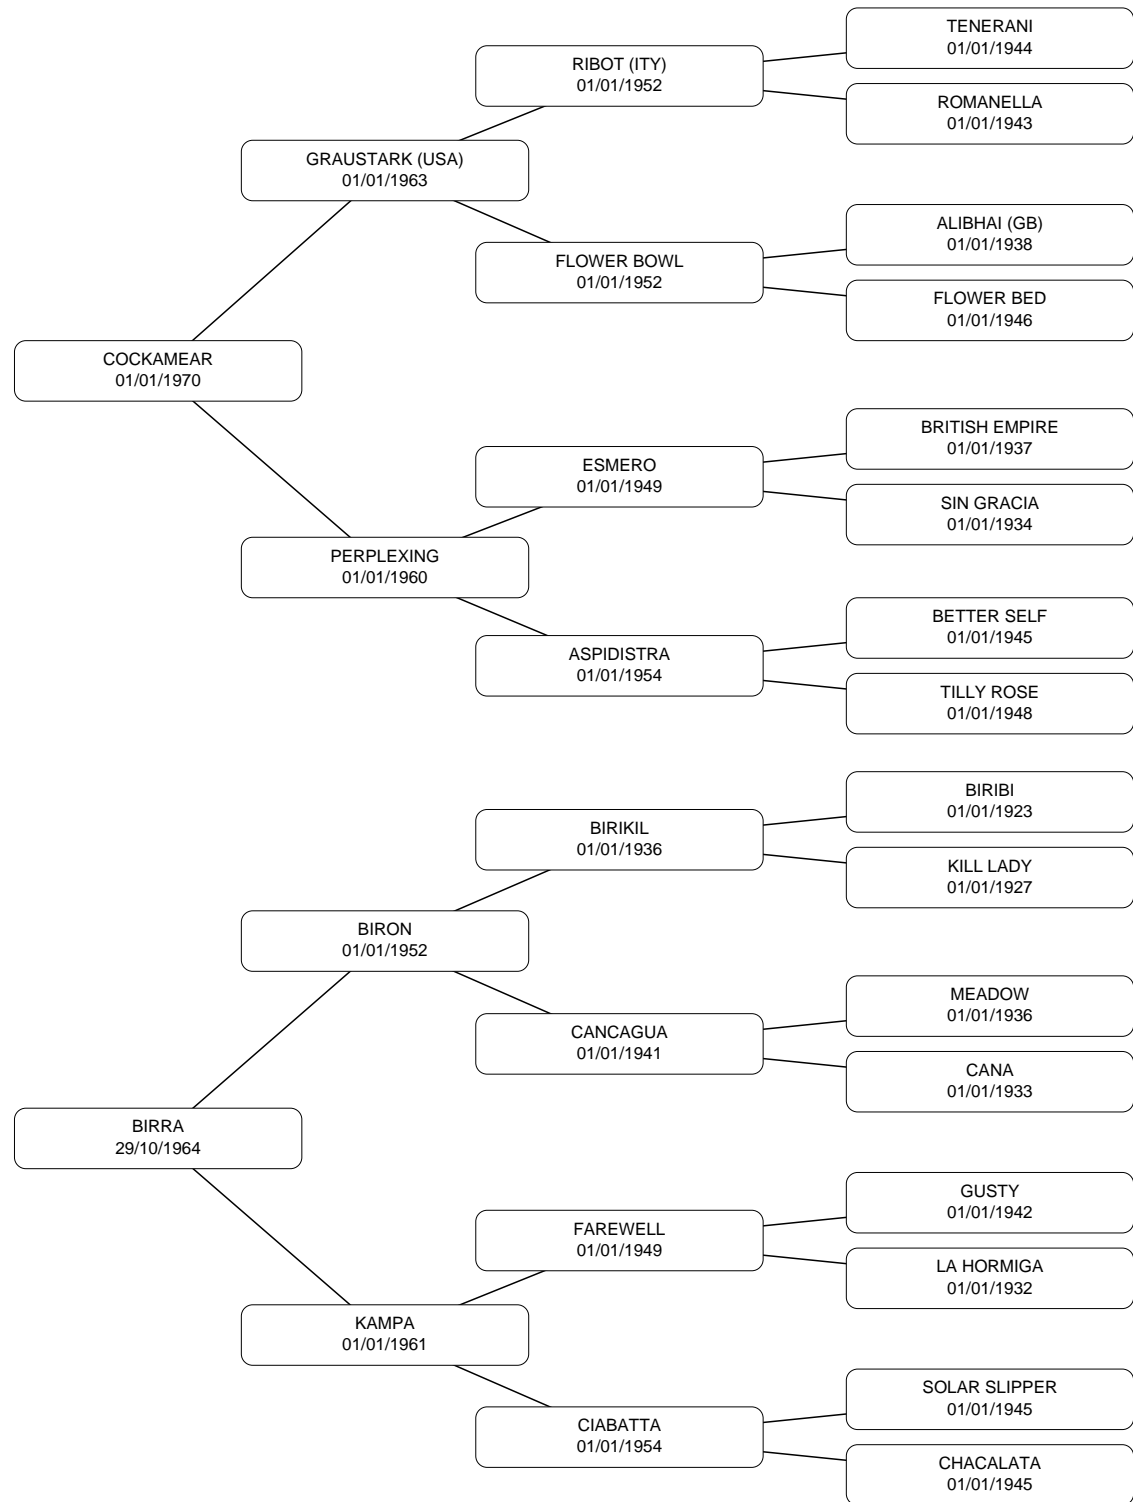 TENERANI
01/01/1944
RIBOT (ITY)
01/01/1952
ROMANELLA
01/01/1943
GRAUSTARK (USA)
01/01/1963
ALIBHAI (GB)
01/01/1938
FLOWER BOWL
01/01/1952
FLOWER BED
01/01/1946
COCKAMEAR
01/01/1970
BRITISH EMPIRE
01/01/1937
ESMERO
01/01/1949
SIN GRACIA
01/01/1934
PERPLEXING
01/01/1960
BETTER SELF
01/01/1945
ASPIDISTRA
01/01/1954
TILLY ROSE
01/01/1948
BIRIBI
01/01/1923
BIRIKIL
01/01/1936
KILL LADY
01/01/1927
BIRON
01/01/1952
MEADOW
01/01/1936
CANCAGUA
01/01/1941
CANA
01/01/1933
BIRRA
29/10/1964
GUSTY
01/01/1942
FAREWELL
01/01/1949
LA HORMIGA
01/01/1932
KAMPA
01/01/1961
SOLAR SLIPPER
01/01/1945
CIABATTA
01/01/1954
CHACALATA
01/01/1945